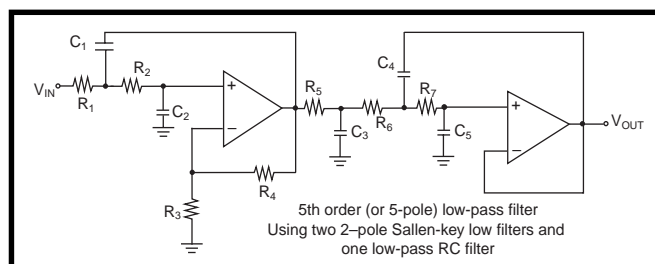 C1
C4
R2
R5
R7
VIN
R1
+
C2
R6
C3
C5
+
VOUT
–
–
R4
R3
5th order (or 5-pole) low-pass filter
Using two 2–pole Sallen-key low filters and
one low-pass RC filter